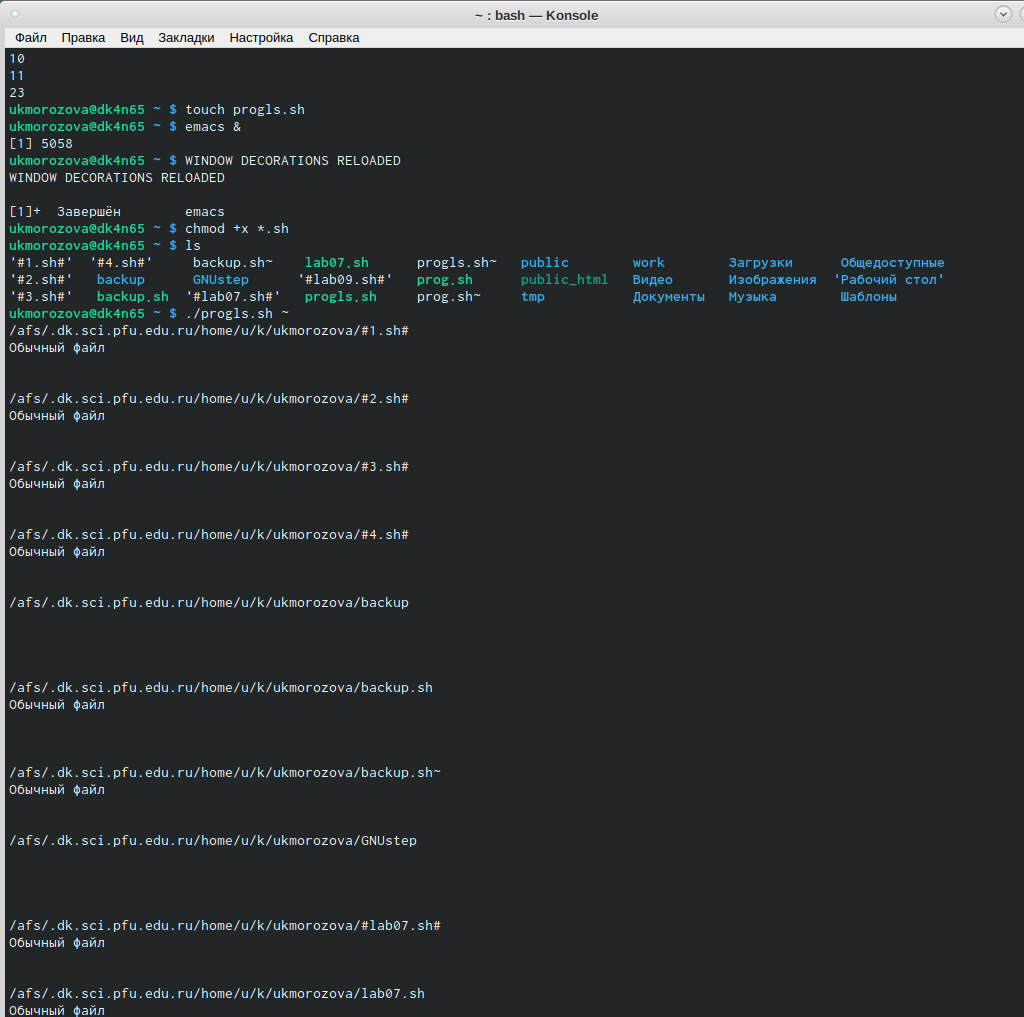 ~ : bash — Konsole
Файл Правка Вид Закладки Настройка Справка
10
11
23
ukmorozova@dk4n65 ~ $ touch progls.sh
ukmorozova@dk4n65 ~ $ emacs &
[1] 5058
ukmorozova@dk4n65 ~ $ WINDOW DECORATIONS RELOADED
WINDOW DECORATIONS RELOADED
[1]+  Завершён        emacs
ukmorozova@dk4n65 ~ $ chmod +x *.sh
ukmorozova@dk4n65 ~ $ ls
'#1.sh#'  '#4.sh#'     backup.sh~    lab07.sh      progls.sh~   public        work       Загрузки      Общедоступные
'#2.sh#'   backup      GNUstep      '#lab09.sh#'   prog.sh      public_html   Видео      Изображения  'Рабочий стол'
'#3.sh#'   backup.sh  '#lab07.sh#'   progls.sh     prog.sh~     tmp           Документы  Музыка        Шаблоны
ukmorozova@dk4n65 ~ $ ./progls.sh ~
/afs/.dk.sci.pfu.edu.ru/home/u/k/ukmorozova/#1.sh#
Обычный файл
/afs/.dk.sci.pfu.edu.ru/home/u/k/ukmorozova/#2.sh#
Обычный файл
/afs/.dk.sci.pfu.edu.ru/home/u/k/ukmorozova/#3.sh#
Обычный файл
/afs/.dk.sci.pfu.edu.ru/home/u/k/ukmorozova/#4.sh#
Обычный файл
/afs/.dk.sci.pfu.edu.ru/home/u/k/ukmorozova/backup
/afs/.dk.sci.pfu.edu.ru/home/u/k/ukmorozova/backup.sh
Обычный файл
/afs/.dk.sci.pfu.edu.ru/home/u/k/ukmorozova/backup.sh~
Обычный файл
/afs/.dk.sci.pfu.edu.ru/home/u/k/ukmorozova/GNUstep
/afs/.dk.sci.pfu.edu.ru/home/u/k/ukmorozova/#lab07.sh#
Обычный файл
/afs/.dk.sci.pfu.edu.ru/home/u/k/ukmorozova/lab07.sh
Обычный файл